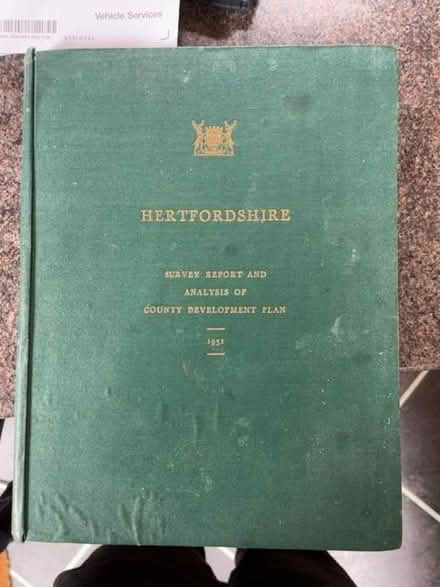 Vehicle Services
HERTFORDSHIRE
SURVEY REPORT AND
ANALYSIS OF
COUNTY DEVELOPMENT PLAN
1951